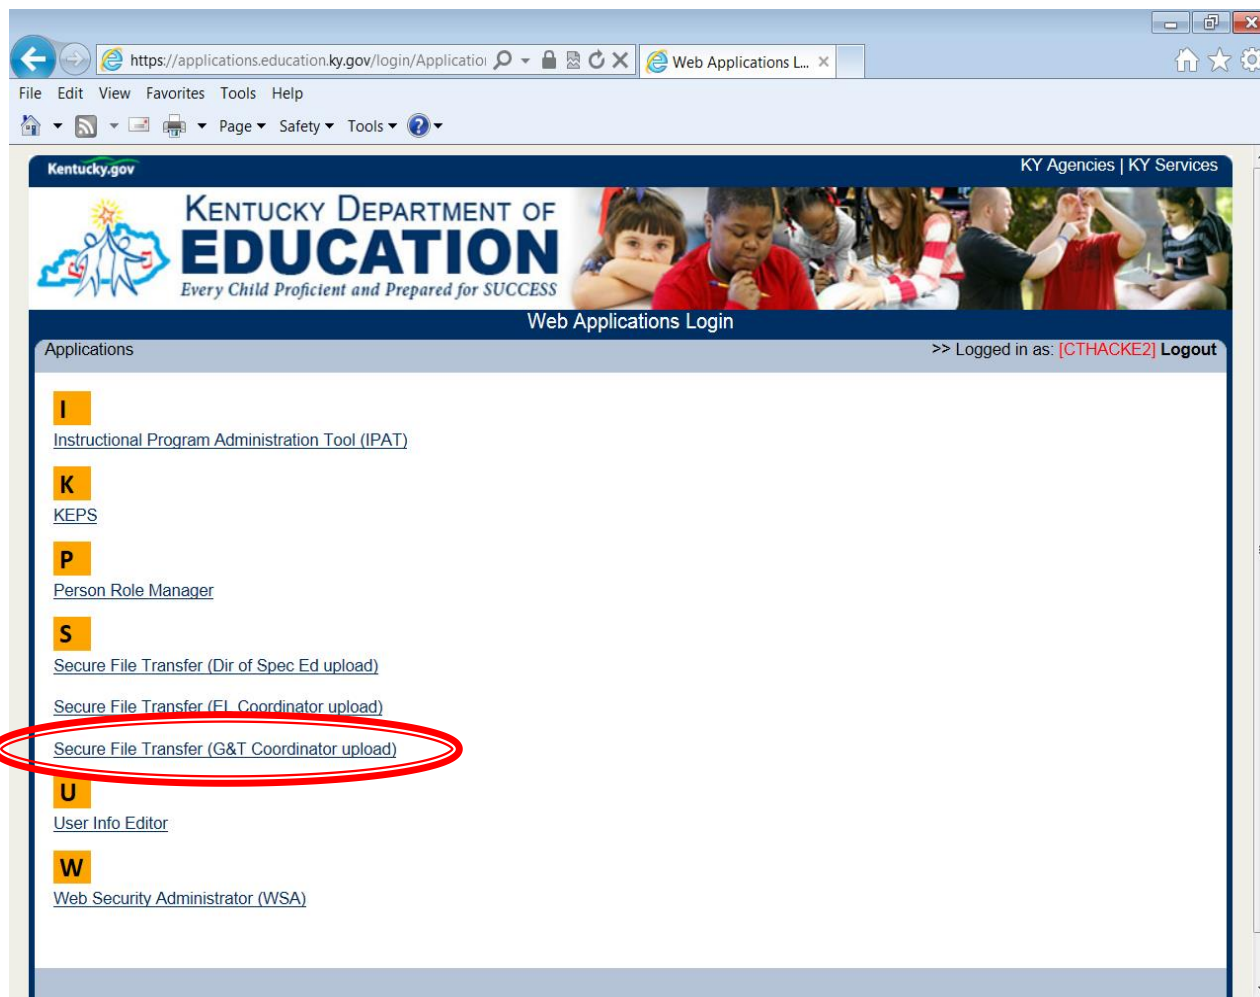 https://applications.education.ky.gov/login/Application
Web Applications L...
File Edit View Favorites Tools Help
Page Safety Tools
Kentucky.gov
KY Agencies | KY Services
KENTUCKY DEPARTMENT OF
EDUCATION
Every Child Proficient and Prepared for SUCCESS
Web Applications Login
Applications
>> Logged in as: [CTHACKE2] Logout
I
Instructional Program Administration Tool (IPAT)
K
KEPS
P
Person Role Manager
S
Secure File Transfer (Dir of Spec Ed upload)
Secure File Transfer (EL Coordinator upload)
Secure File Transfer (G&T Coordinator upload)
U
User Info Editor
W
Web Security Administrator (WSA)